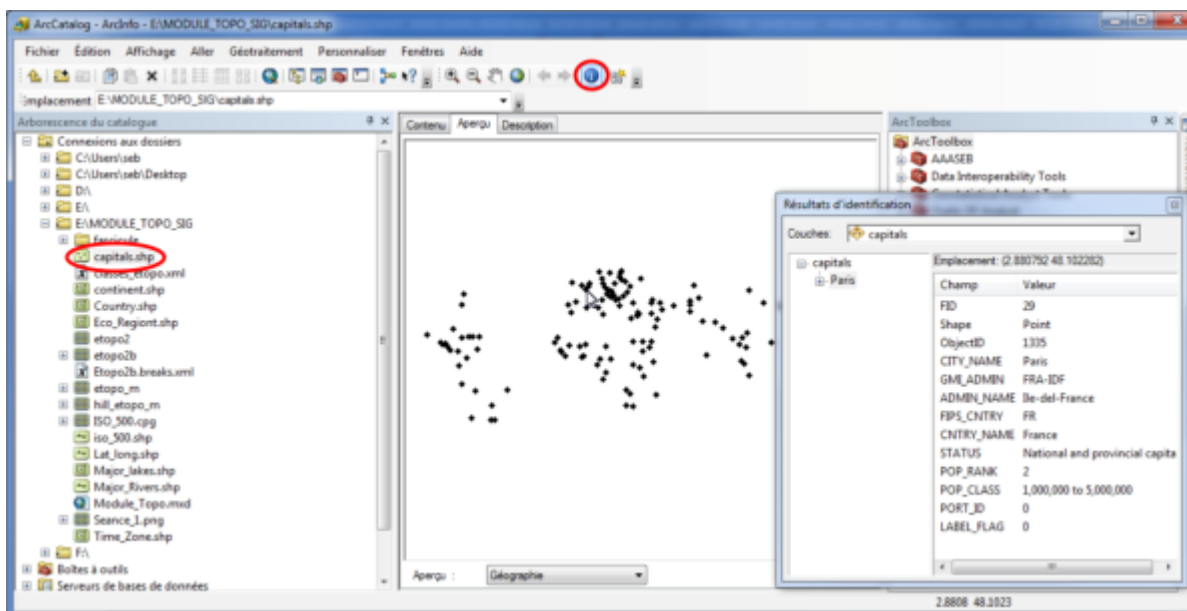 ArcCatalog - ArcInfo - E:\MODULE_TOPO_SIG\capitals.shp
Fichier Édition Affichage Aller Géotraitement Personnaliser Fenêtres Aide
Emplacement E:\MODULE_TOPO_SIG\capitals.shp
Arborescence du catalogue
Connexions aux dossiers
C:\Users\seb
C:\Users\seb\Desktop
D:\
E:\
E:\MODULE_TOPO_SIG
fascicule
capitals.shp
classes_etopo.xml
continent.shp
Country.shp
Eco_Regiont.shp
etopo2
etopo2b
Etopo2b.breaks.xml
etopo_m
hill_etopo_m
ISO_500.cpg
iso_500.shp
Lat_long.shp
Major_lakes.shp
Major_Rivers.shp
Module_Topo.mxd
Seance_1.png
Time_Zone.shp
F:\
Boîtes à outils
Serveurs de bases de données
Contenu Aperçu Description
Aperçu : Géographie
ArcToolbox
ArcToolbox
AAASEB
Data Interoperability Tools
Résultats d'identification
Couches: capitals
capitals
Paris
Emplacement: (2.880792 48.102282)
Champ Valeur
FID 29
Shape Point
ObjectID 1335
CITY_NAME Paris
GMI_ADMIN FRA-IDF
ADMIN_NAME Ile-del-France
FIPS_CNTRY FR
CNTRY_NAME France
STATUS National and provincial capita
POP_RANK 2
POP_CLASS 1,000,000 to 5,000,000
PORT_ID 0
LABEL_FLAG 0
2.8808 48.1023